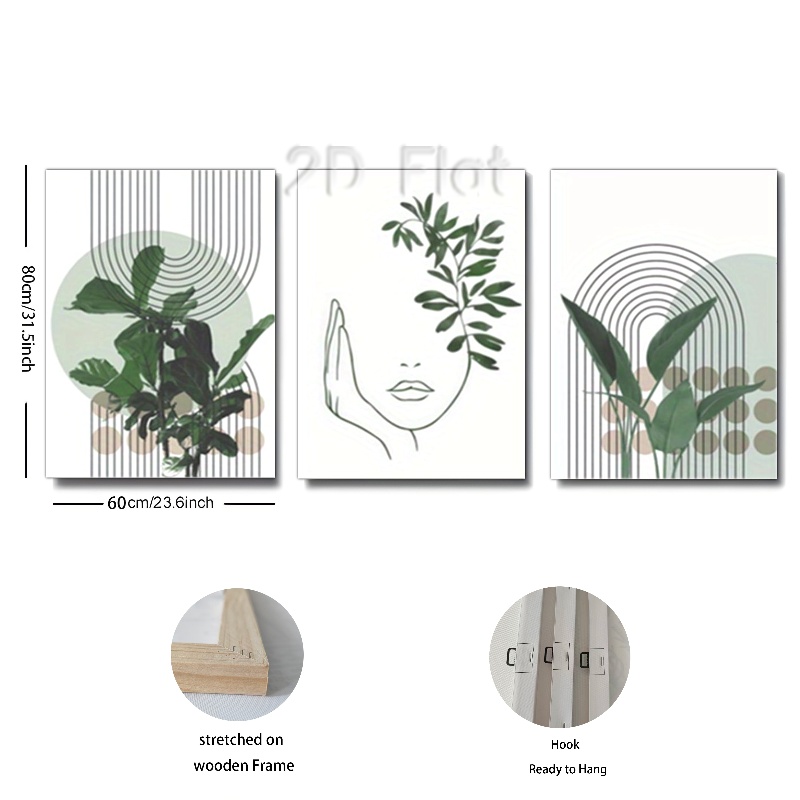 2D Flat
80cm/31.5inch
60cm/23.6inch
stretched on
wooden Frame
Hook
Ready to Hang